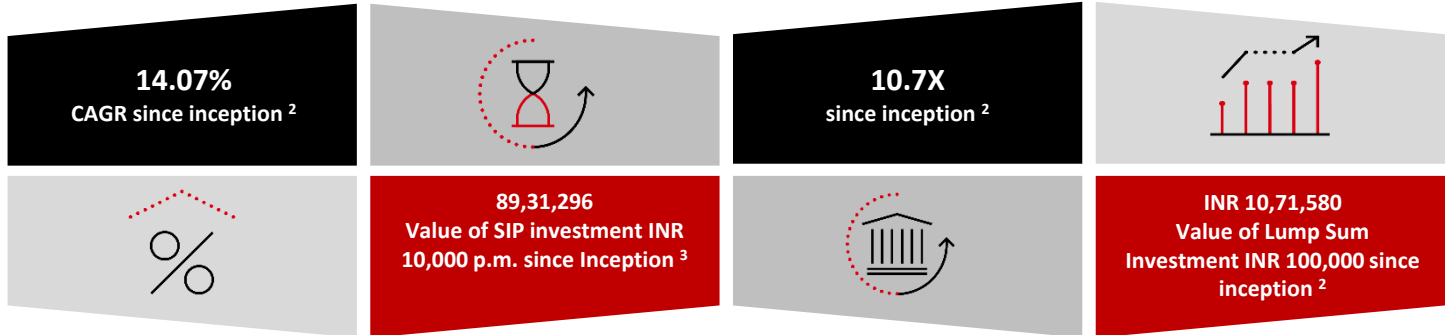 14.07%
CAGR since inception ²
10.7X
since inception ²
89,31,296
Value of SIP investment INR
10,000 p.m. since Inception ³
INR 10,71,580
Value of Lump Sum
Investment INR 100,000 since
inception ²